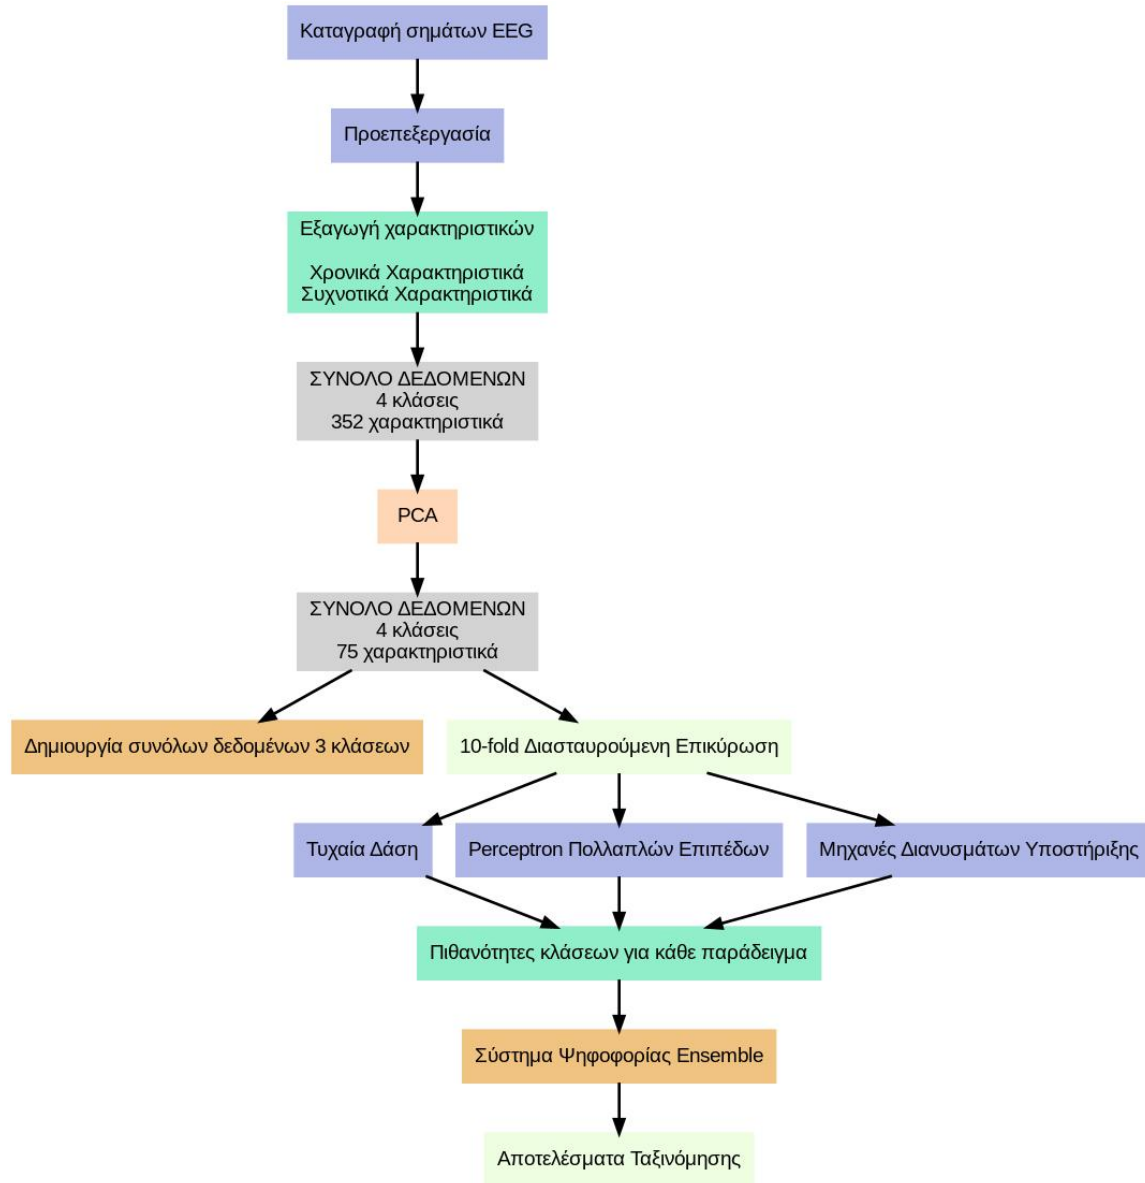 Καταγραφή σημάτων EEG
Προεπεξεργασία
Εξαγωγή χαρακτηριστικών
Χρονικά Χαρακτηριστικά
Συχνοτικά Χαρακτηριστικά
ΣΥΝΟΛΟ ΔΕΔΟΜΕΝΩΝ
4 κλάσεις
352 χαρακτηριστικά
PCA
ΣΥΝΟΛΟ ΔΕΔΟΜΕΝΩΝ
4 κλάσεις
75 χαρακτηριστικά
Δημιουργία συνόλων δεδομένων 3 κλάσεων
10-fold Διασταυρούμενη Επικύρωση
Τυχαία Δάση
Perceptron Πολλαπλών Επιπέδων
Μηχανές Διανυσμάτων Υποστήριξης
Πιθανότητες κλάσεων για κάθε παράδειγμα
Σύστημα Ψηφοφορίας Ensemble
Αποτελέσματα Ταξινόμησης